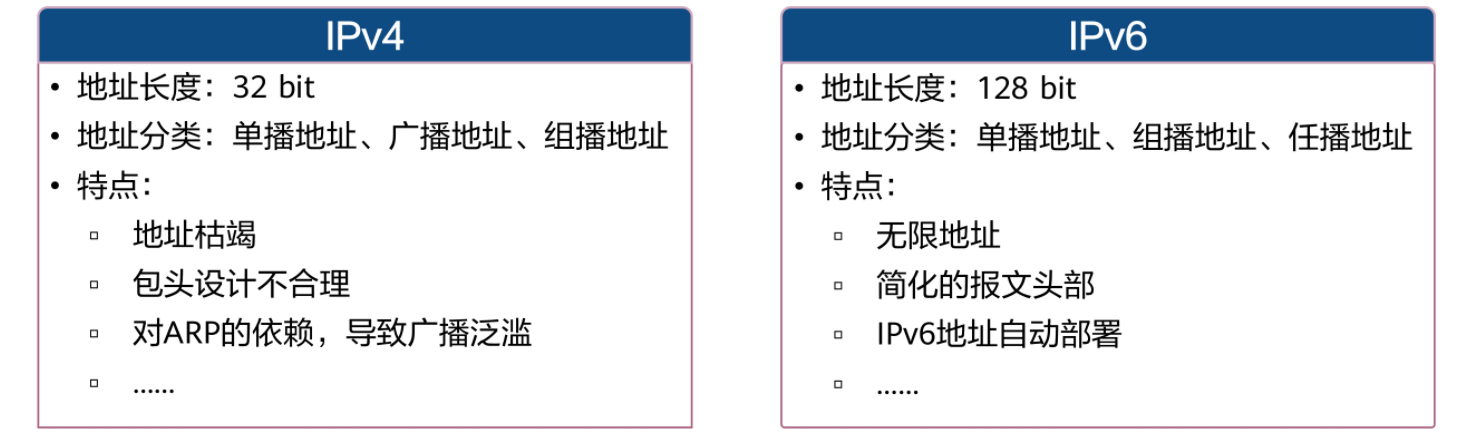 IPv4
• 地址长度：32 bit
• 地址分类：单播地址、广播地址、组播地址
• 特点：
▫ 地址枯竭
▫ 包头设计不合理
▫ 对ARP的依赖，导致广播泛滥
▫ ……
IPv6
• 地址长度：128 bit
• 地址分类：单播地址、组播地址、任播地址
• 特点：
▫ 无限地址
▫ 简化的报文头部
▫ IPv6地址自动部署
▫ ……